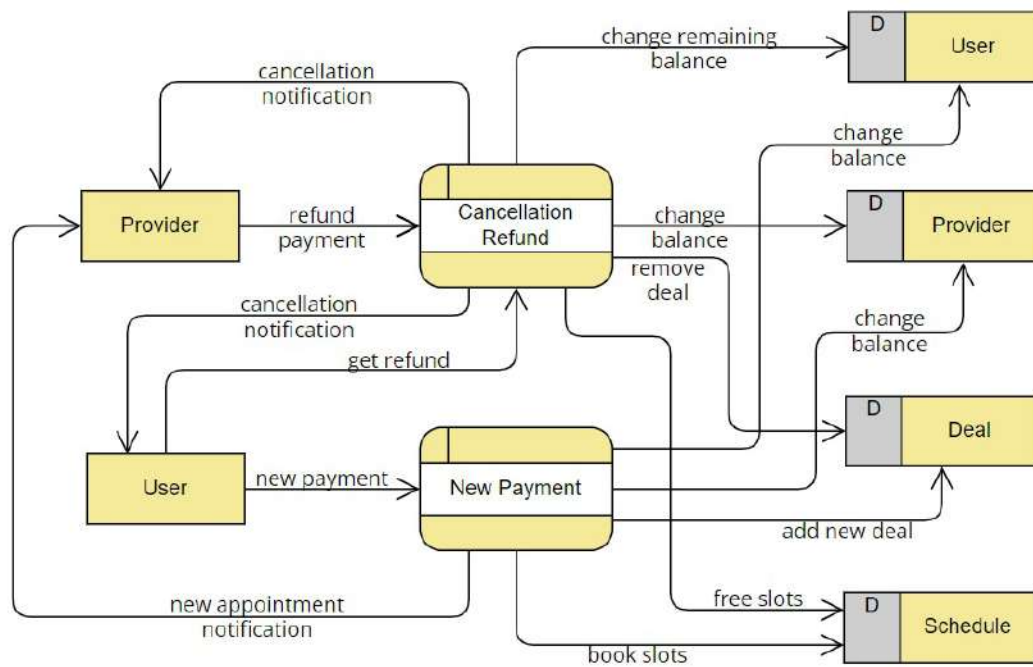 change remaining
balance
D
User
cancellation
notification
change
balance
Provider
refund
payment
Cancellation
Refund
change
balance
D
Provider
remove
deal
cancellation
notification
change
balance
get refund
D
Deal
User
new payment
New Payment
add new deal
new appointment
notification
free slots
D
Schedule
book slots